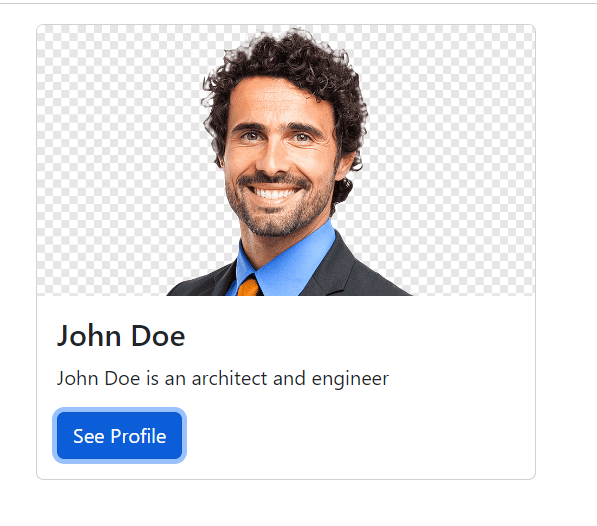 John Doe
John Doe is an architect and engineer
See Profile